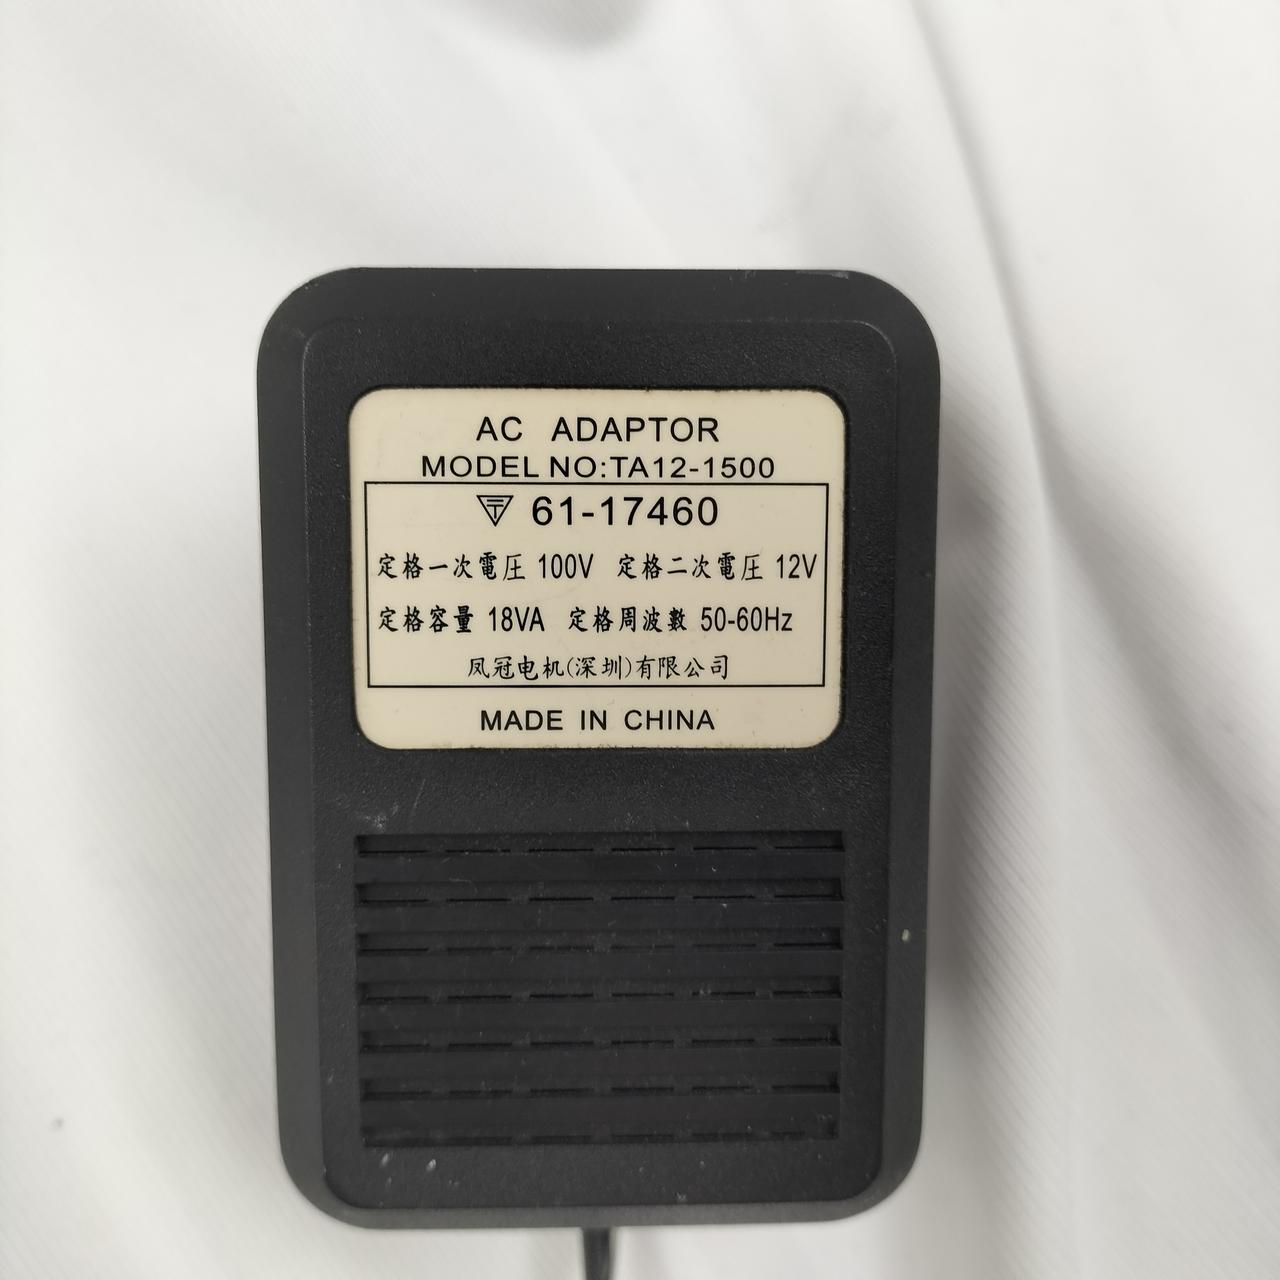 AC ADAPTOR
MODEL NO:TA12-1500
61-17460
定格一次電圧 100V 定格二次電圧 12V
定格容量 18VA 定格周波數 50-60Hz
凤冠电机(深圳)有限公司
MADE IN CHINA